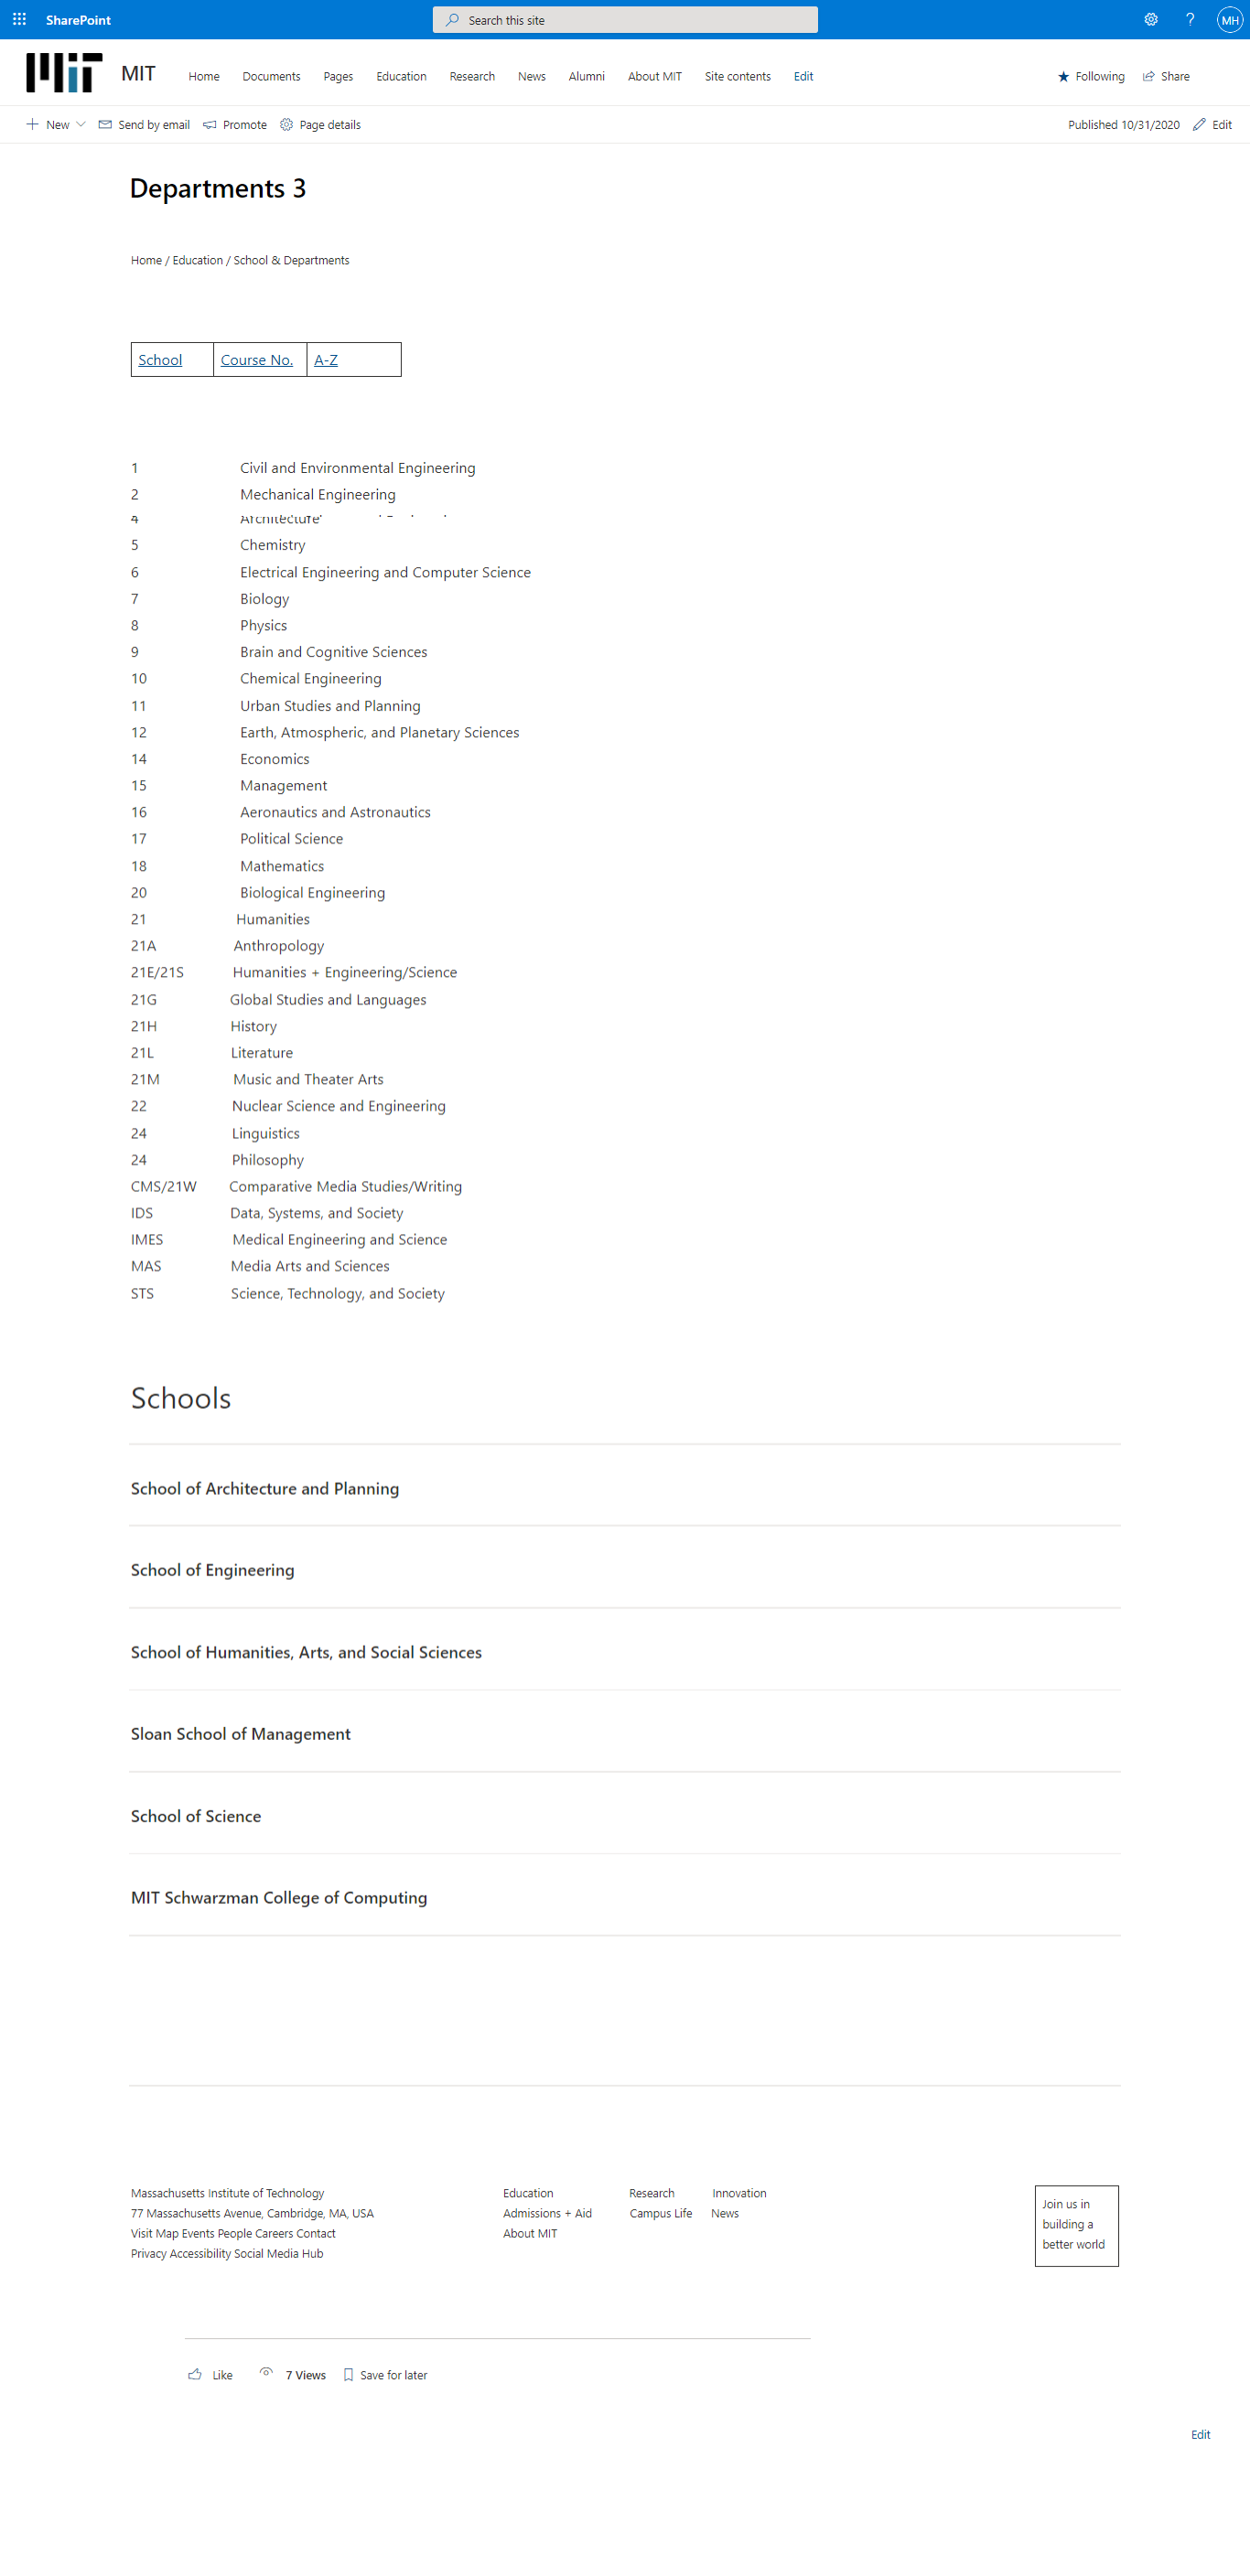 SharePoint
Search this site
MH
MIT
MIT
Home Documents Pages Education Research News Alumni About MIT Site contents Edit
Following Share
New Send by email Promote Page details
Published 10/31/2020 Edit
Departments 3
Home / Education / School & Departments
School Course No. A-Z
1 Civil and Environmental Engineering
2 Mechanical Engineering
4 Architecture
5 Chemistry
6 Electrical Engineering and Computer Science
7 Biology
8 Physics
9 Brain and Cognitive Sciences
10 Chemical Engineering
11 Urban Studies and Planning
12 Earth, Atmospheric, and Planetary Sciences
14 Economics
15 Management
16 Aeronautics and Astronautics
17 Political Science
18 Mathematics
20 Biological Engineering
21 Humanities
21A Anthropology
21E/21S Humanities + Engineering/Science
21G Global Studies and Languages
21H History
21L Literature
21M Music and Theater Arts
22 Nuclear Science and Engineering
24 Linguistics
24 Philosophy
CMS/21W Comparative Media Studies/Writing
IDS Data, Systems, and Society
IMES Medical Engineering and Science
MAS Media Arts and Sciences
STS Science, Technology, and Society
Schools
School of Architecture and Planning
School of Engineering
School of Humanities, Arts, and Social Sciences
Sloan School of Management
School of Science
MIT Schwarzman College of Computing
Massachusetts Institute of Technology
77 Massachusetts Avenue, Cambridge, MA, USA
Visit Map Events People Careers Contact
Privacy Accessibility Social Media Hub
Education Research Innovation
Admissions + Aid Campus Life News
About MIT
Join us in
building a
better world
Like 7 Views Save for later
Edit